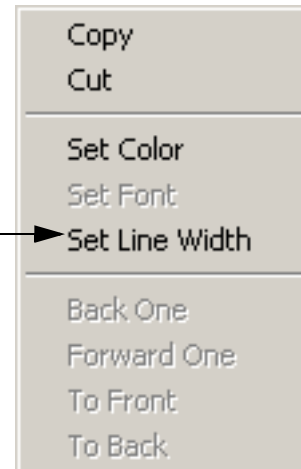 Copy
Cut
Set Color
Set Font
Set Line Width
Back One
Forward One
To Front
To Back